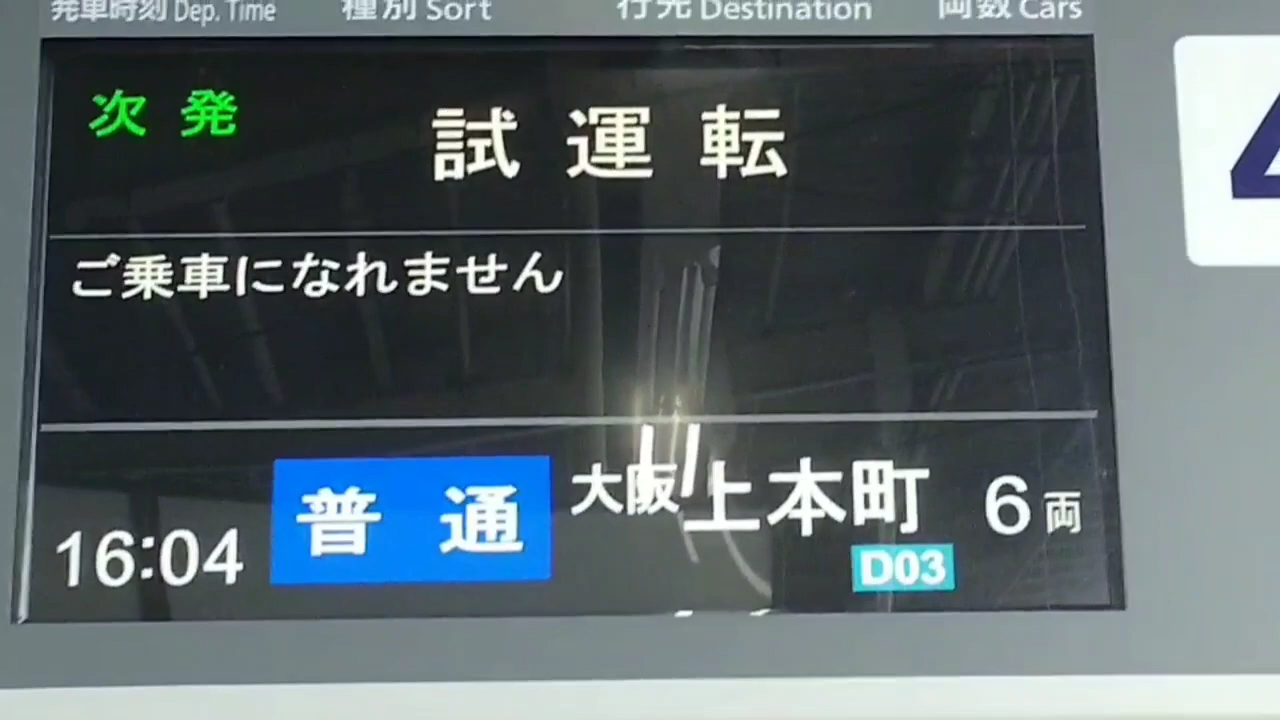 発車時刻 Dep. Time 種別 Sort 行先 Destination 両数 Cars
次発 試運転
ご乗車になれません
16:04 普通 大阪上本町 6両
D03